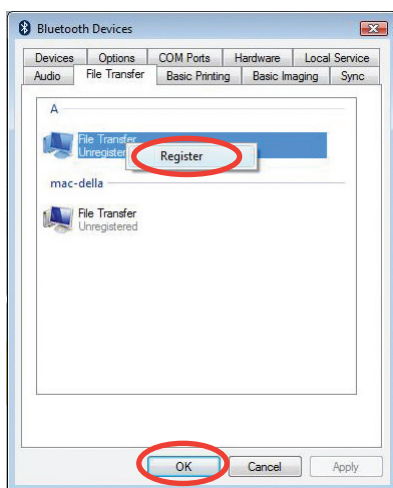 Bluetooth Devices
Devices Options COM Ports Hardware Local Service
Audio File Transfer Basic Printing Basic Imaging Sync
A
File Transfer
Unregister
Register
mac-della
File Transfer
Unregistered
OK Cancel Apply